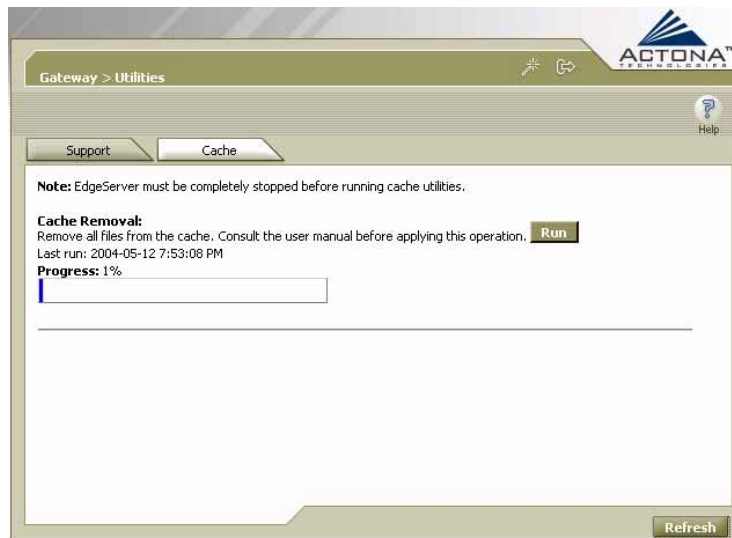 ACTONA™
TECHNOLOGIES
Gateway > Utilities
Help
Support
Cache
Note: EdgeServer must be completely stopped before running cache utilities.
Cache Removal:
Remove all files from the cache. Consult the user manual before applying this operation. Run
Last run: 2004-05-12 7:53:08 PM
Progress: 1%
Refresh